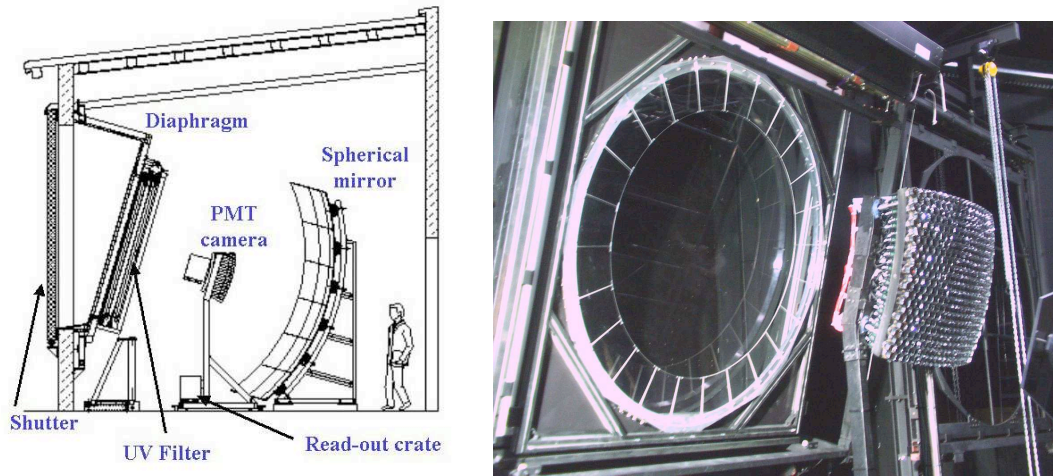 Diaphragm
Spherical
mirror
PMT
camera
Shutter
UV Filter
Read-out crate